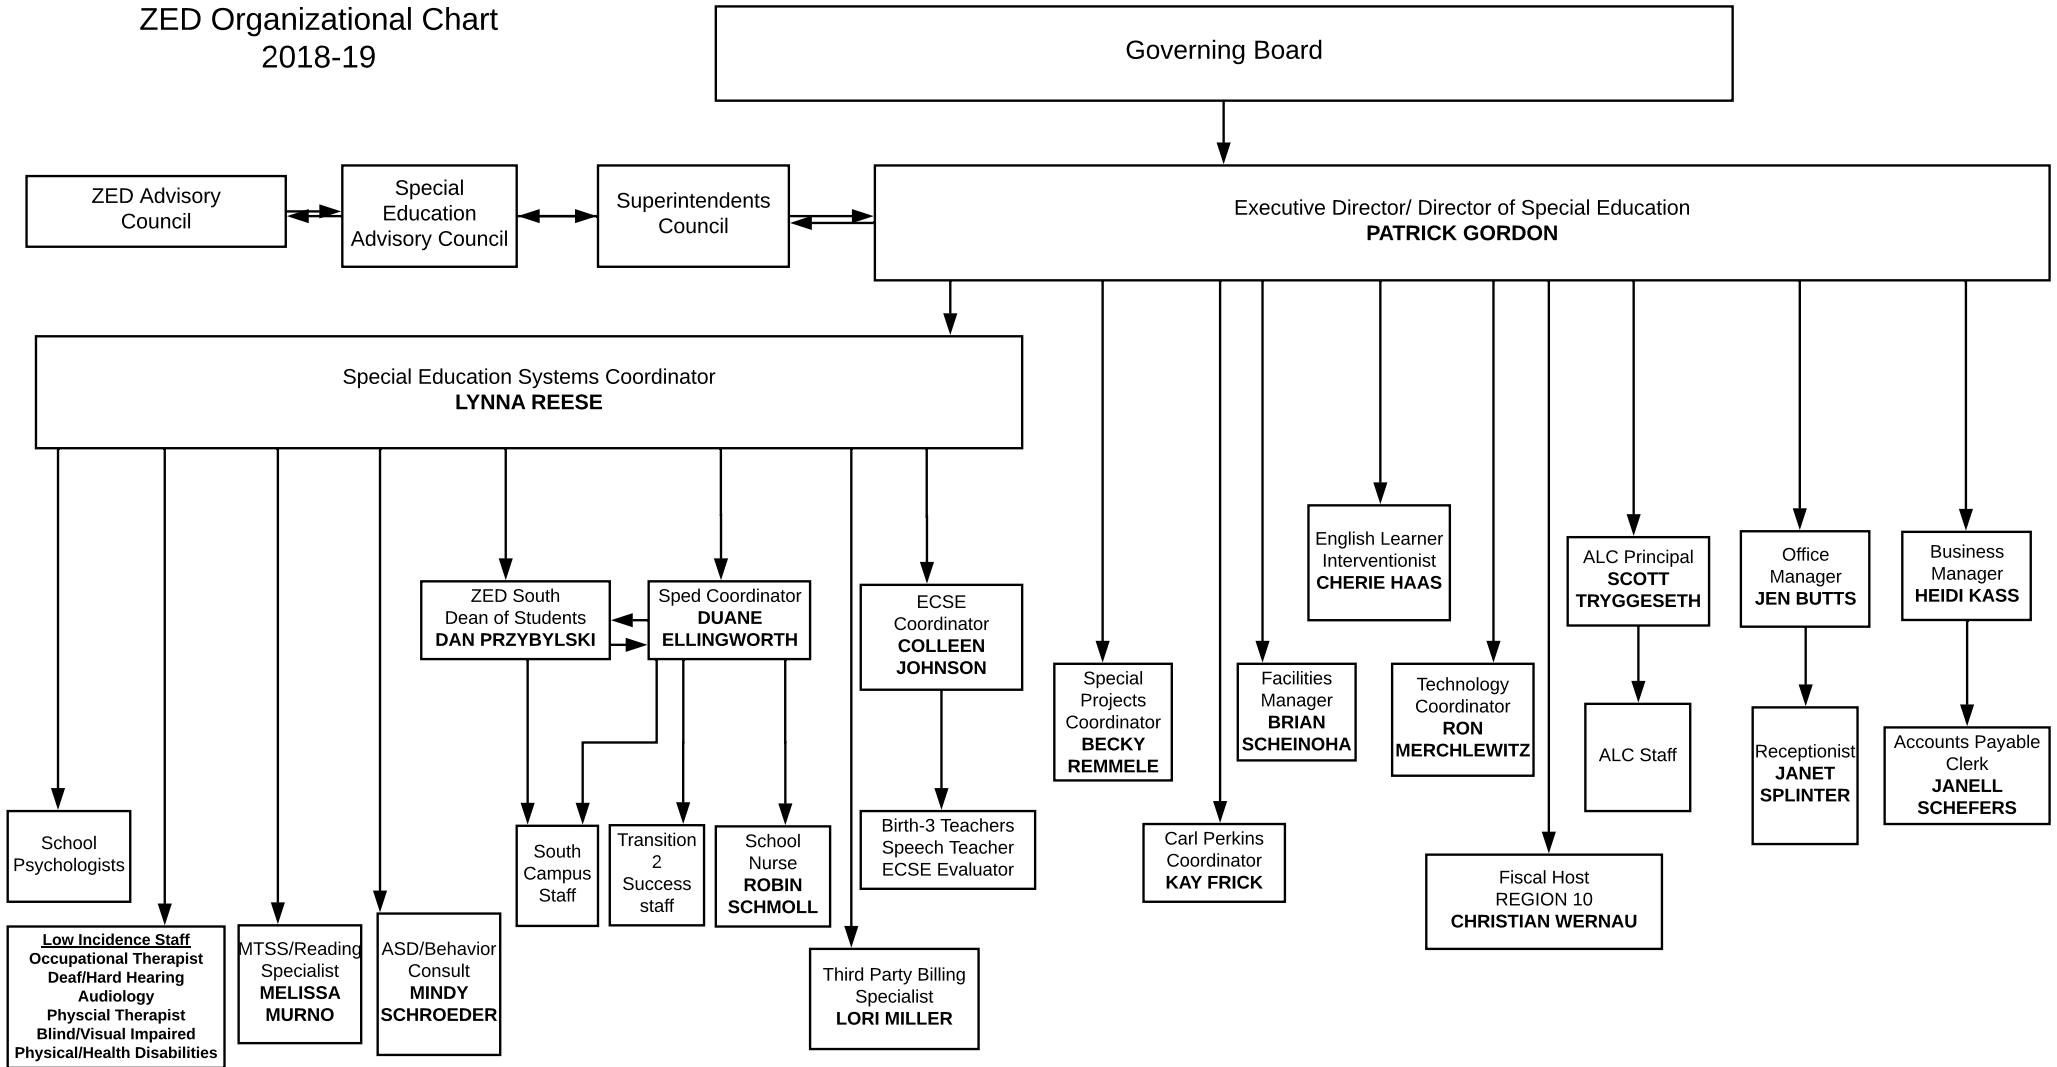 ZED Organizational Chart
2018-19
Governing Board
ZED Advisory
Council
Special
Education
Advisory Council
Superintendents
Council
Executive Director/ Director of Special Education
PATRICK GORDON
Special Education Systems Coordinator
LYNNA REESE
ZED South
Dean of Students
DAN PRZYBYLSKI
Sped Coordinator
DUANE
ELLINGWORTH
ECSE
Coordinator
COLLEEN
JOHNSON
English Learner
Interventionist
CHERIE HAAS
ALC Principal
SCOTT
TRYGGESETH
Office
Manager
JEN BUTTS
Business
Manager
HEIDI KASS
Special
Projects
Coordinator
BECKY
REMMELE
Facilities
Manager
BRIAN
SCHEINOHA
Technology
Coordinator
RON
MERCHLEWITZ
ALC Staff
Receptionist
JANET
SPLINTER
Accounts Payable
Clerk
JANELL
SCHEFERS
School
Psychologists
South
Campus
Staff
Transition
2
Success
staff
School
Nurse
ROBIN
SCHMOLL
Birth-3 Teachers
Speech Teacher
ECSE Evaluator
Carl Perkins
Coordinator
KAY FRICK
Fiscal Host
REGION 10
CHRISTIAN WERNAU
Low Incidence Staff
Occupational Therapist
Deaf/Hard Hearing
Audiology
Physcial Therapist
Blind/Visual Impaired
Physical/Health Disabilities
MTSS/Reading
Specialist
MELISSA
MURNO
ASD/Behavior
Consult
MINDY
SCHROEDER
Third Party Billing
Specialist
LORI MILLER